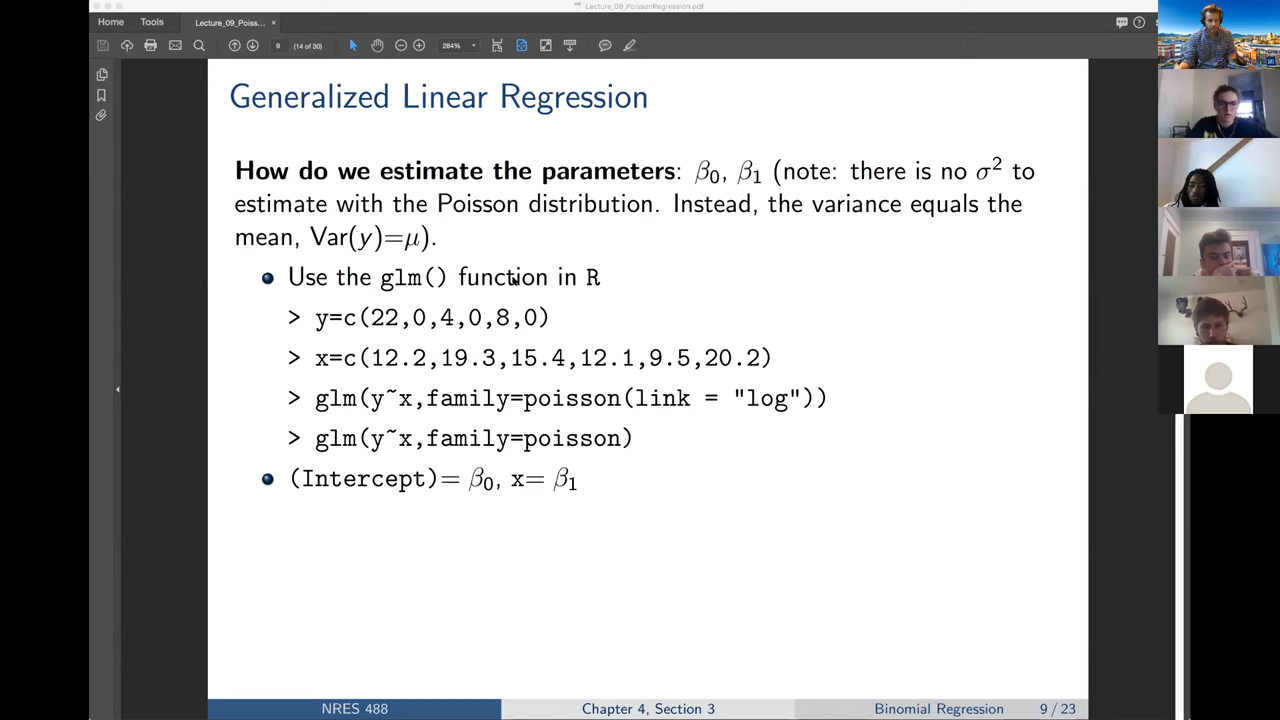 Lecture_09_PoissonRegression.pdf
Home Tools Lecture_09_Poiss... ×
9 (14 of 30) 284%
Generalized Linear Regression
How do we estimate the parameters: β₀, β₁ (note: there is no σ² to
estimate with the Poisson distribution. Instead, the variance equals the
mean, Var(y)=μ).
Use the glm() function in R
> y=c(22,0,4,0,8,0)
> x=c(12.2,19.3,15.4,12.1,9.5,20.2)
> glm(y~x,family=poisson(link = "log"))
> glm(y~x,family=poisson)
(Intercept)= β₀, x= β₁
NRES 488 Chapter 4, Section 3 Binomial Regression 9 / 23